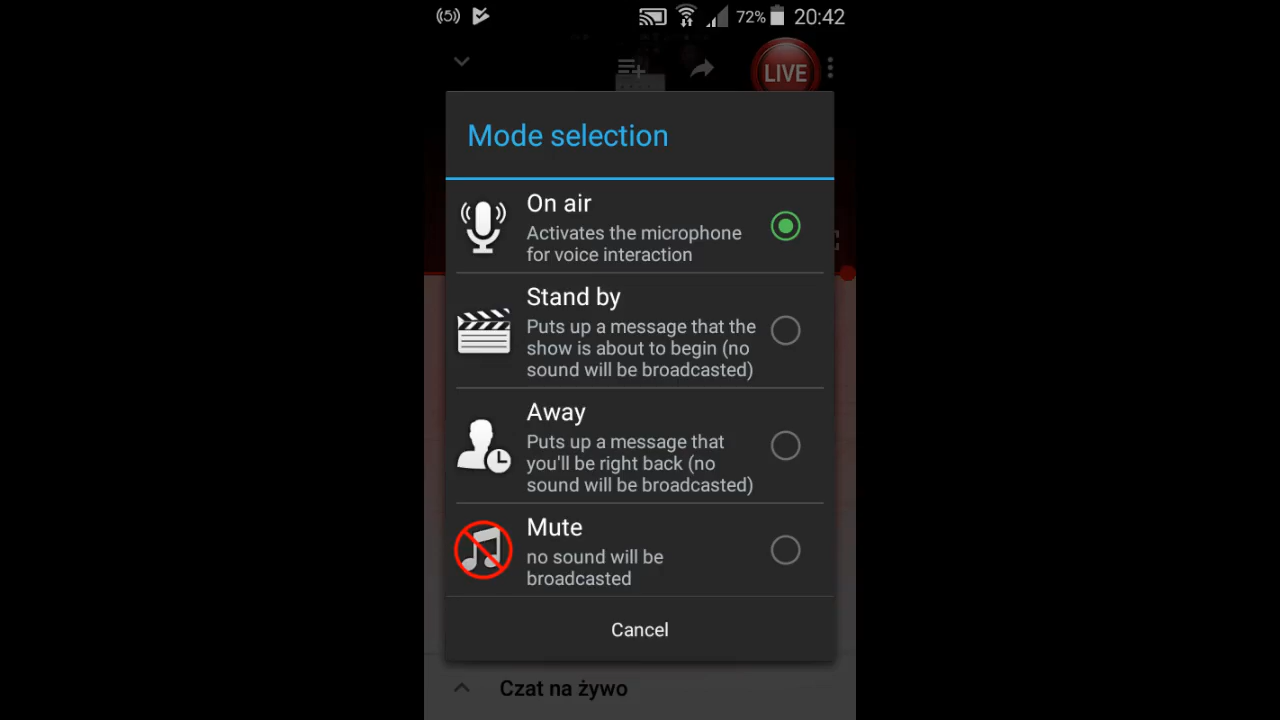 (5) 72% 20:42
LIVE
Mode selection
On air
Activates the microphone
for voice interaction
Stand by
Puts up a message that the
show is about to begin (no
sound will be broadcasted)
Away
Puts up a message that
you'll be right back (no
sound will be broadcasted)
Mute
no sound will be
broadcasted
Cancel
Czat na żywo